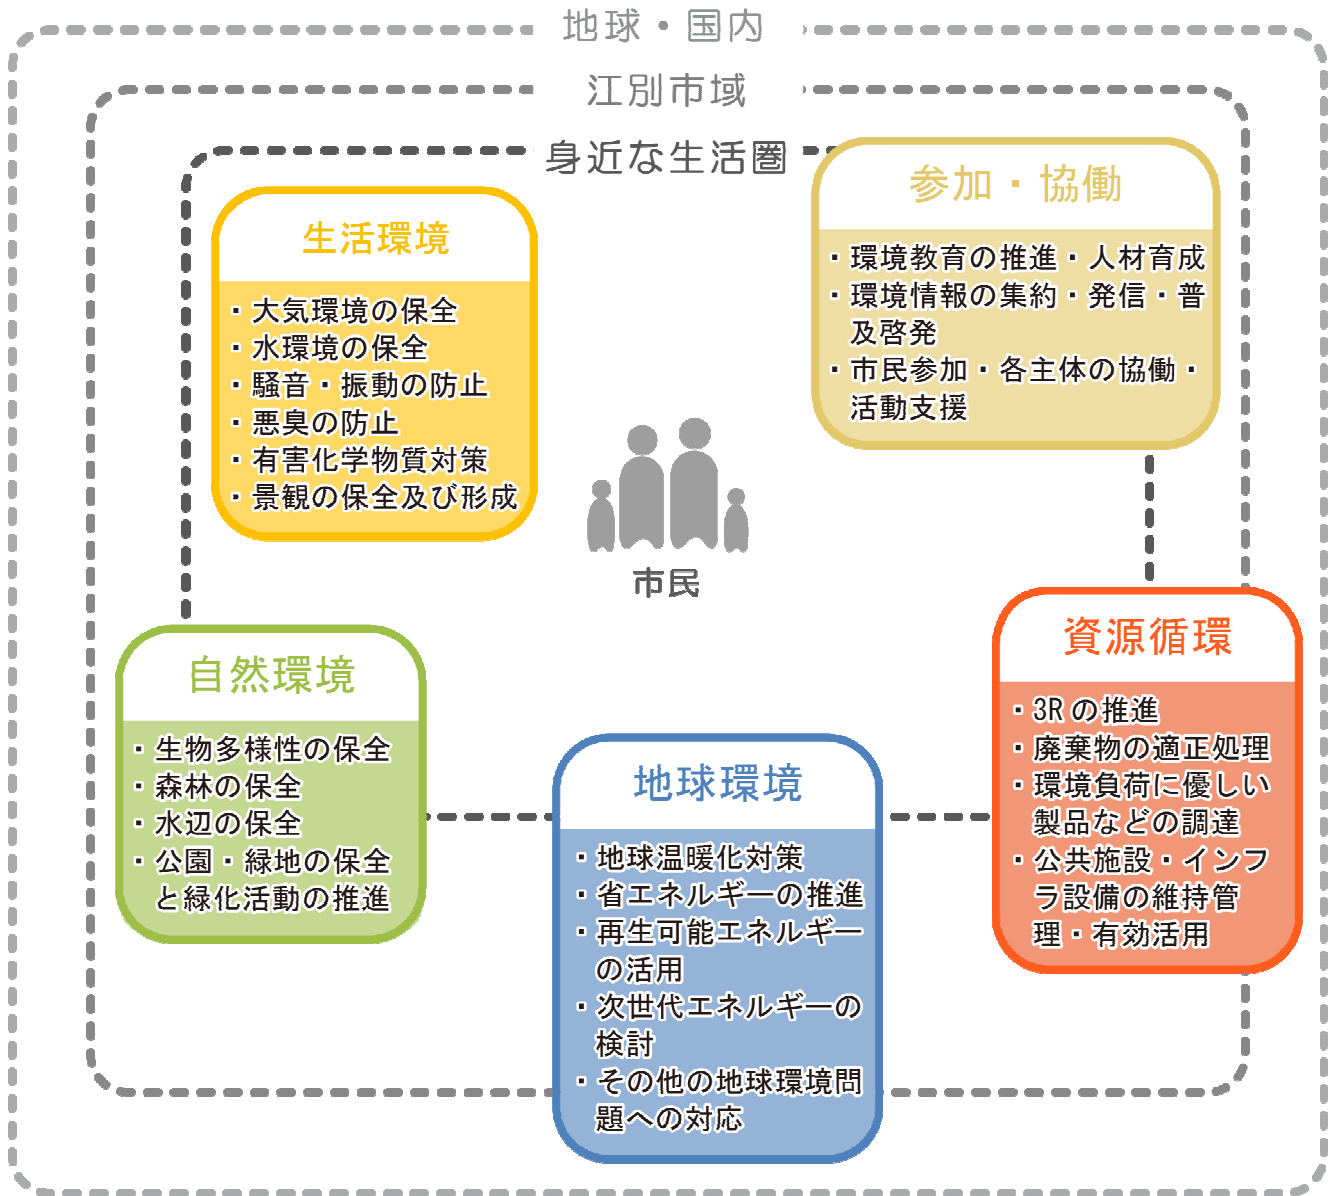 地球・国内
江別市域
身近な生活圏
生活環境
・大気環境の保全
・水環境の保全
・騒音・振動の防止
・悪臭の防止
・有害化学物質対策
・景観の保全及び形成
参加・協働
・環境教育の推進・人材育成
・環境情報の集約・発信・普
及啓発
・市民参加・各主体の協働・
活動支援
市民
自然環境
・生物多様性の保全
・森林の保全
・水辺の保全
・公園・緑地の保全
と緑化活動の推進
地球環境
・地球温暖化対策
・省エネルギーの推進
・再生可能エネルギー
の活用
・次世代エネルギーの
検討
・その他の地球環境問
題への対応
資源循環
・3Rの推進
・廃棄物の適正処理
・環境負荷に優しい
製品などの調達
・公共施設・インフ
ラ設備の維持管
理・有効活用